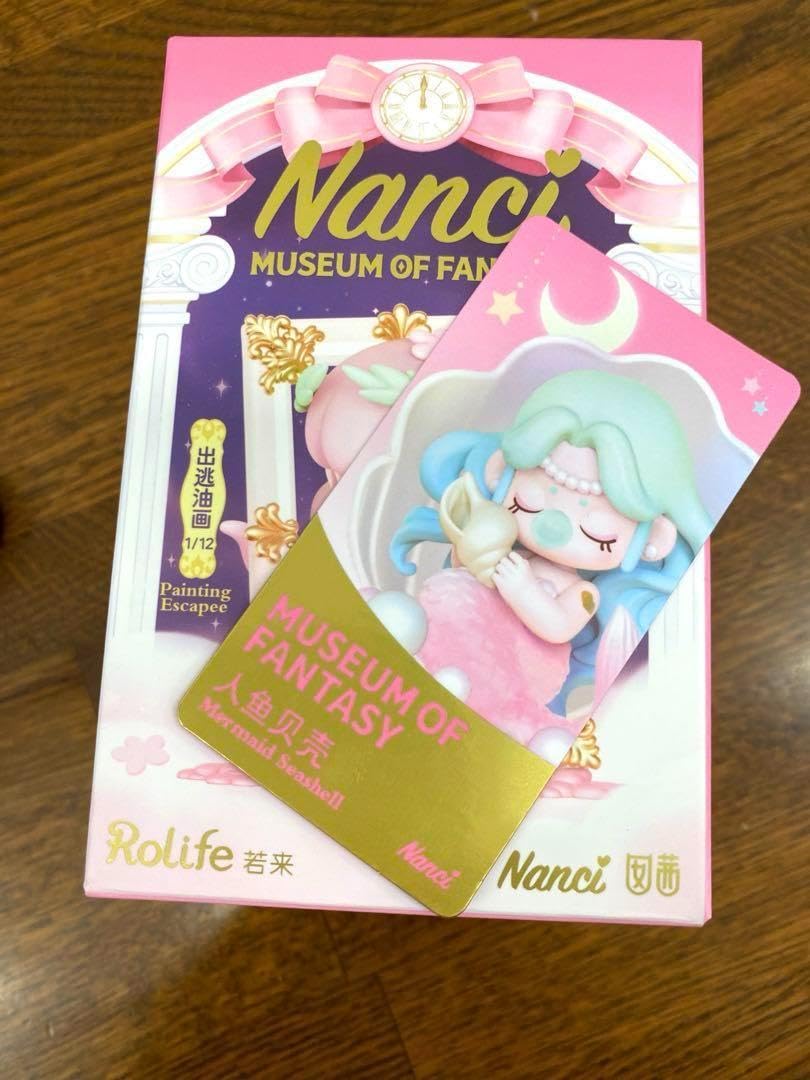 Nanci
MUSEUM OF FAN
出逃油画
1/12
Painting
Escapee
MUSEUM OF
FANTASY
人鱼贝壳
Mermaid Seashell
Nanci
Rolife 若来
Nanci 囡茜